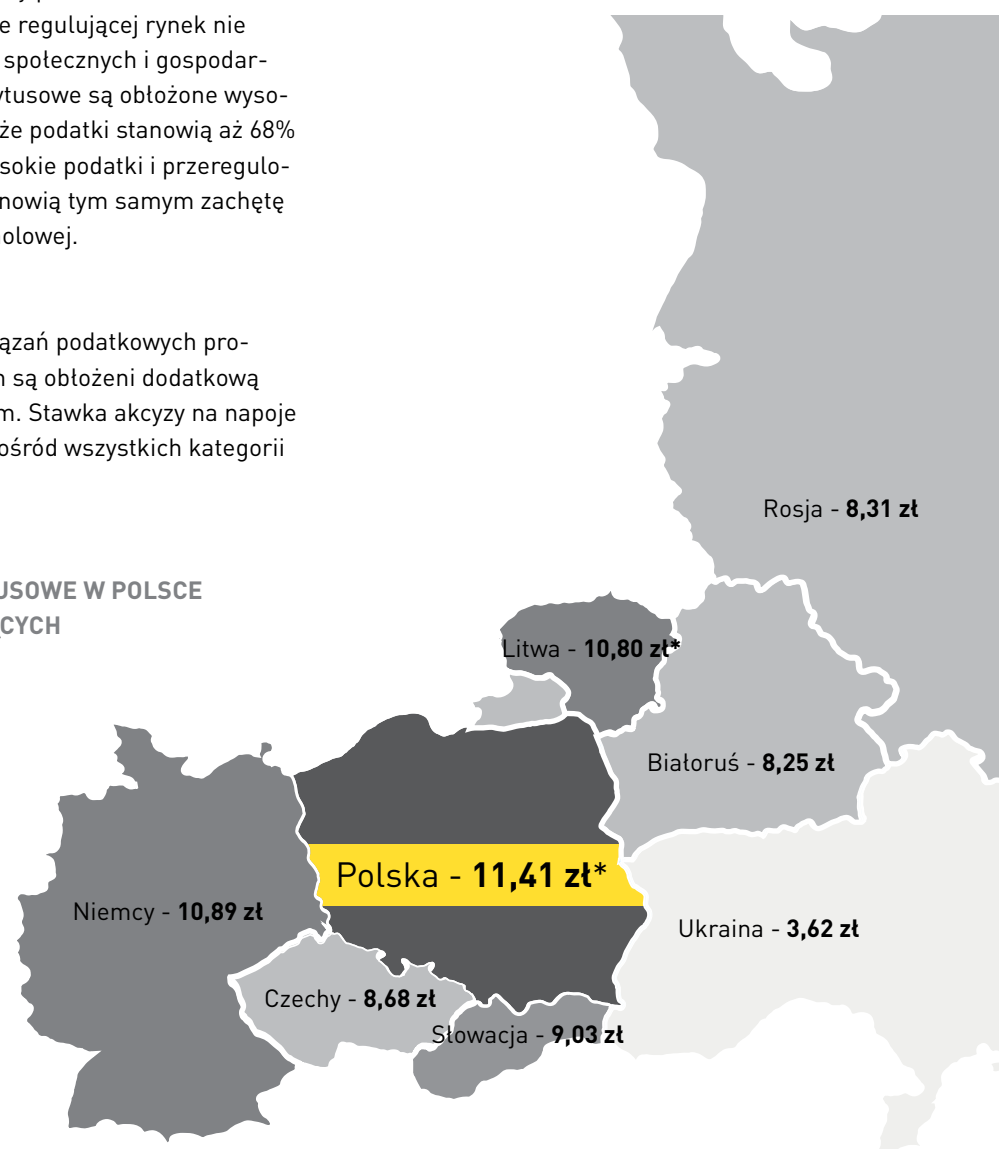 e regulującej rynek nie
społecznych i gospodar-
ytusowe są obłożone wyso-
że podatki stanowią aż 68%
sokie podatki i przeregulo-
nowią tym samym zachętę
olowej.
ązań podatkowych pro-
są obłożeni dodatkową
m. Stawka akcyzy na napoje
ośród wszystkich kategorii
USOWE W POLSCE
CYCH
Rosja - 8,31 zł
Litwa - 10,80 zł*
Białoruś - 8,25 zł
Polska - 11,41 zł*
Niemcy - 10,89 zł
Ukraina - 3,62 zł
Czechy - 8,68 zł
Słowacja - 9,03 zł